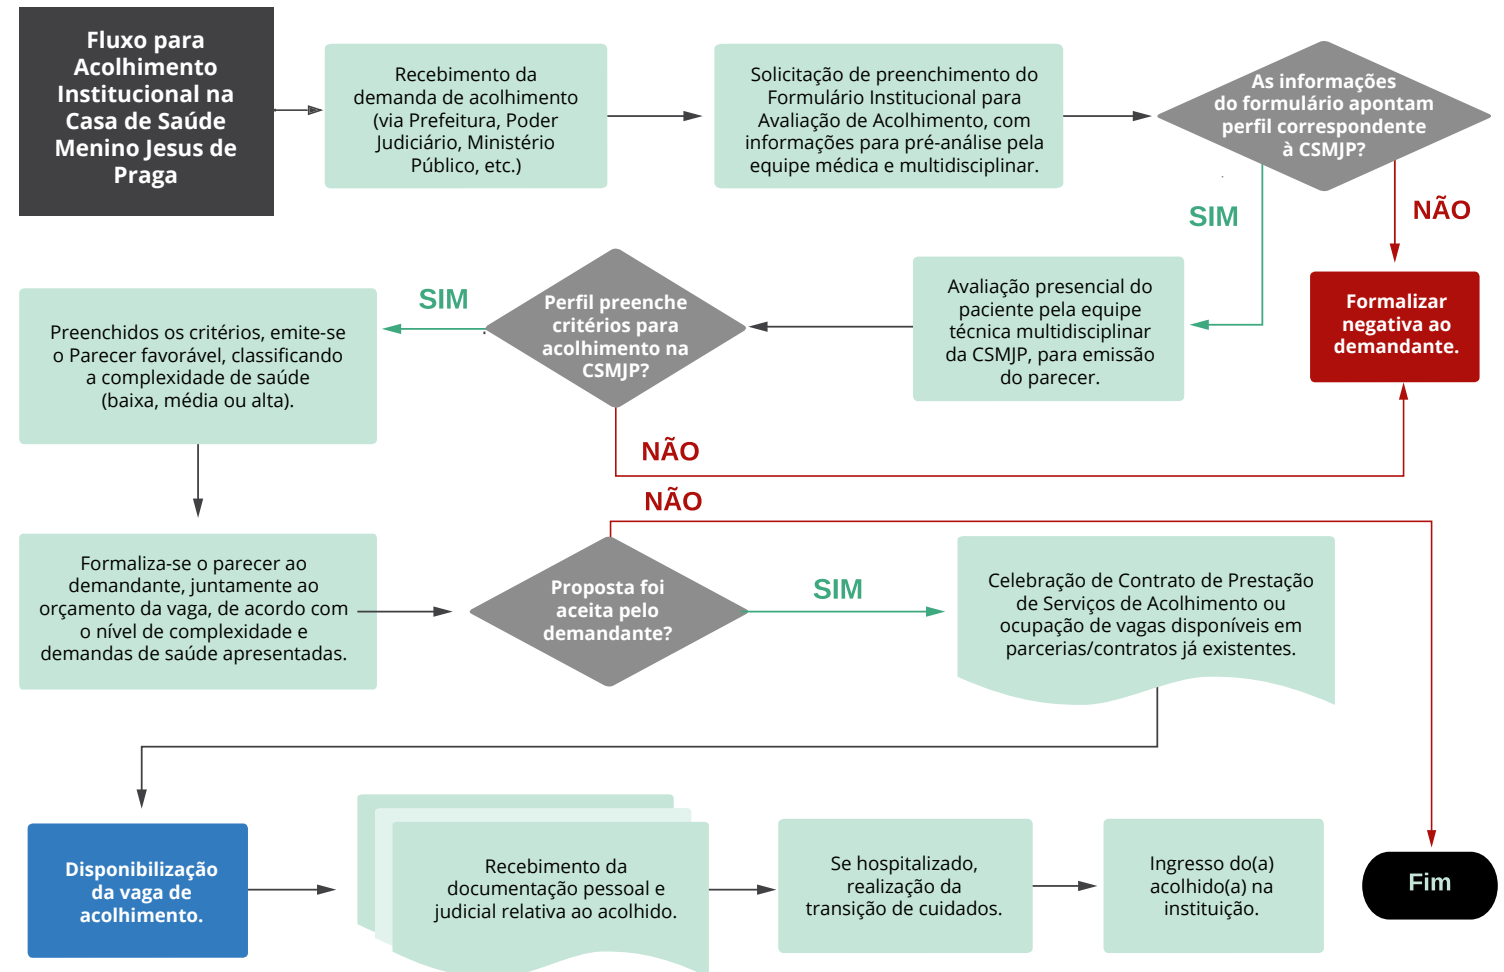 Fluxo para
Acolhimento
Institucional na
Casa de Saúde
Menino Jesus de
Praga
Recebimento da
demanda de acolhimento
(via Prefeitura, Poder
Judiciário, Ministério
Público, etc.)
Solicitação de preenchimento do
Formulário Institucional para
Avaliação de Acolhimento, com
informações para pré-análise pela
equipe médica e multidisciplinar.
As informações
do formulário apontam
perfil correspondente
à CSMJP?
SIM
NÃO
Formalizar
negativa ao
demandante.
Avaliação presencial do
paciente pela equipe
técnica multidisciplinar
da CSMJP, para emissão
do parecer.
Perfil preenche
critérios para
acolhimento na
CSMJP?
SIM
NÃO
Preenchidos os critérios, emite-se
o Parecer favorável, classificando
a complexidade de saúde
(baixa, média ou alta).
Formaliza-se o parecer ao
demandante, juntamente ao
orçamento da vaga, de acordo com
o nível de complexidade e
demandas de saúde apresentadas.
Proposta foi
aceita pelo
demandante?
NÃO
SIM
Celebração de Contrato de Prestação
de Serviços de Acolhimento ou
ocupação de vagas disponíveis em
parcerias/contratos já existentes.
Disponibilização
da vaga de
acolhimento.
Recebimento da
documentação pessoal e
judicial relativa ao acolhido.
Se hospitalizado,
realização da
transição de cuidados.
Ingresso do(a)
acolhido(a) na
instituição.
Fim